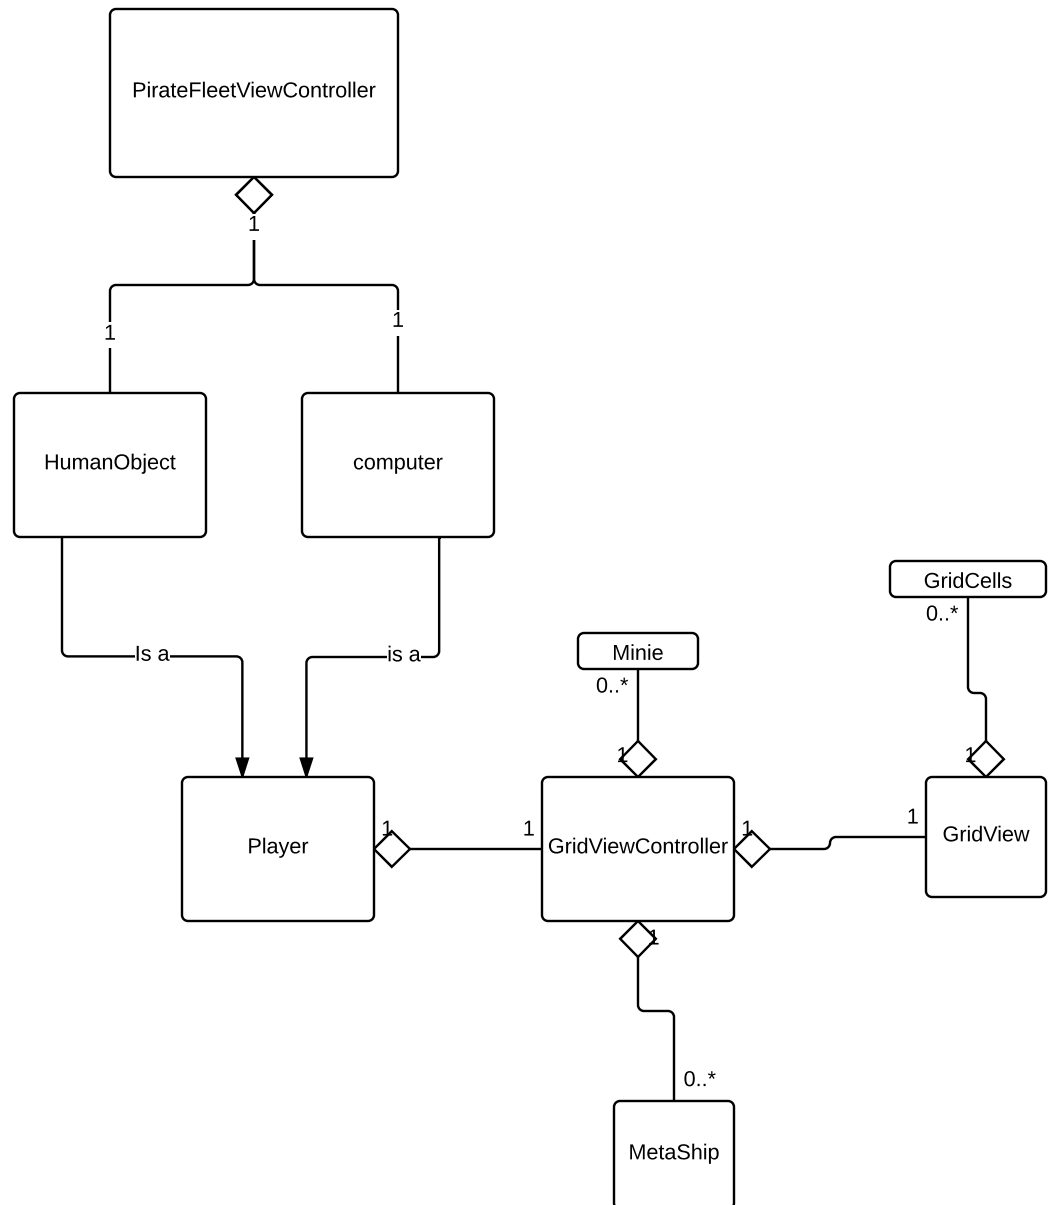 PirateFleetViewController
1
1
1
HumanObject
computer
GridCells
0..*
Is a
is a
Minie
0..*
1
1
1
1
1
1
Player
GridViewController
GridView
1
0..*
MetaShip